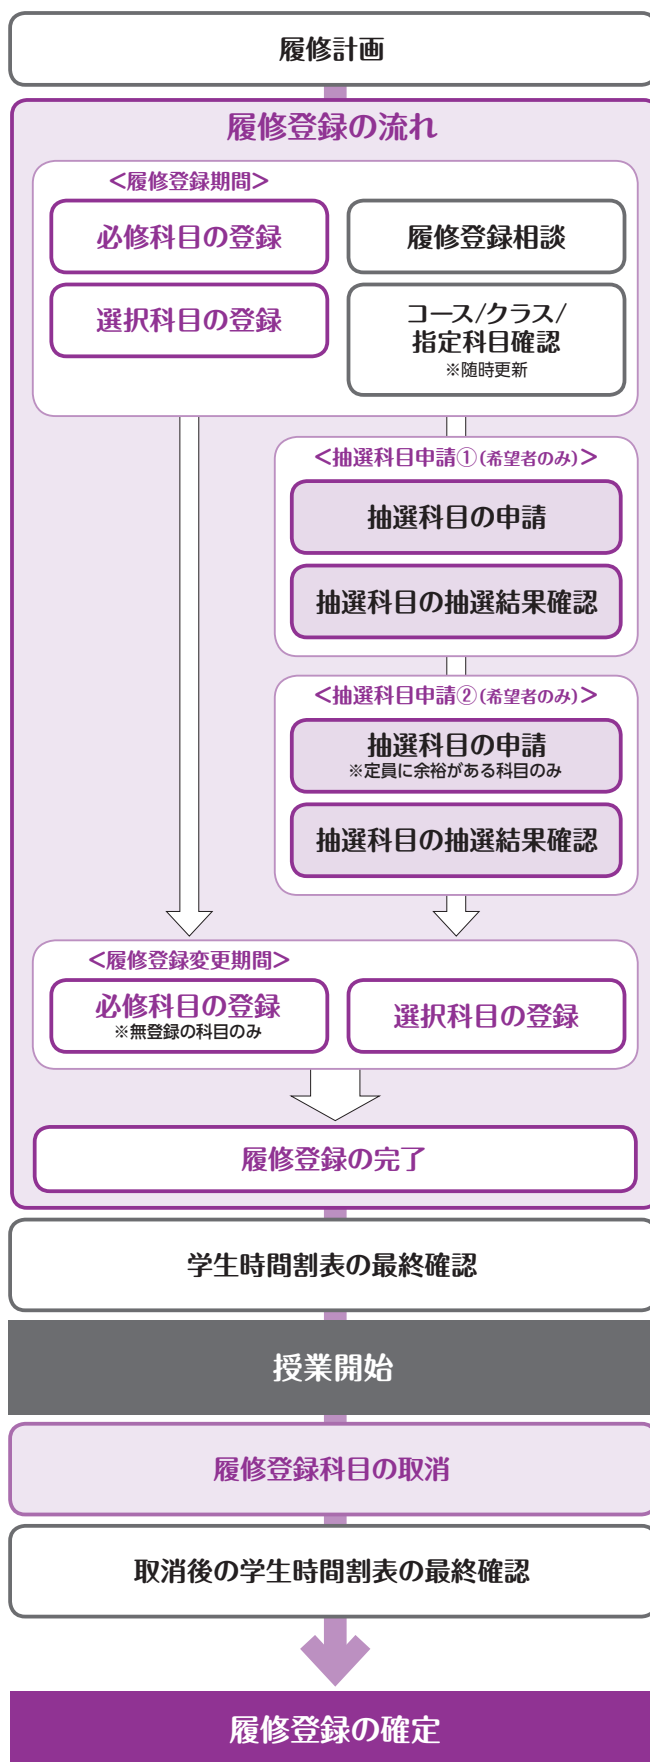 履修計画
履修登録の流れ
<履修登録期間>
必修科目の登録
選択科目の登録
履修登録相談
コース/クラス/
指定科目確認
※随時更新
<抽選科目申請①(希望者のみ)>
抽選科目の申請
抽選科目の抽選結果確認
<抽選科目申請②(希望者のみ)>
抽選科目の申請
※定員に余裕がある科目のみ
抽選科目の抽選結果確認
<履修登録変更期間>
必修科目の登録
※無登録の科目のみ
選択科目の登録
履修登録の完了
学生時間割表の最終確認
授業開始
履修登録科目の取消
取消後の学生時間割表の最終確認
履修登録の確定